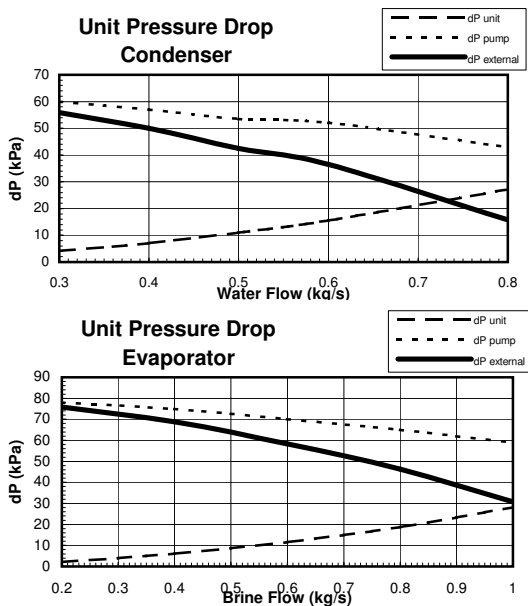 Unit Pressure Drop
Condenser
dP unit
dP pump
dP external
70
60
50
40
30
20
10
0
dP (kPa)
0.3 0.4 0.5 0.6 0.7 0.8
Water Flow (kg/s)
Unit Pressure Drop
Evaporator
dP unit
dP pump
dP external
90
80
70
60
50
40
30
20
10
0
dP (kPa)
0.2 0.3 0.4 0.5 0.6 0.7 0.8 0.9 1
Brine Flow (kg/s)